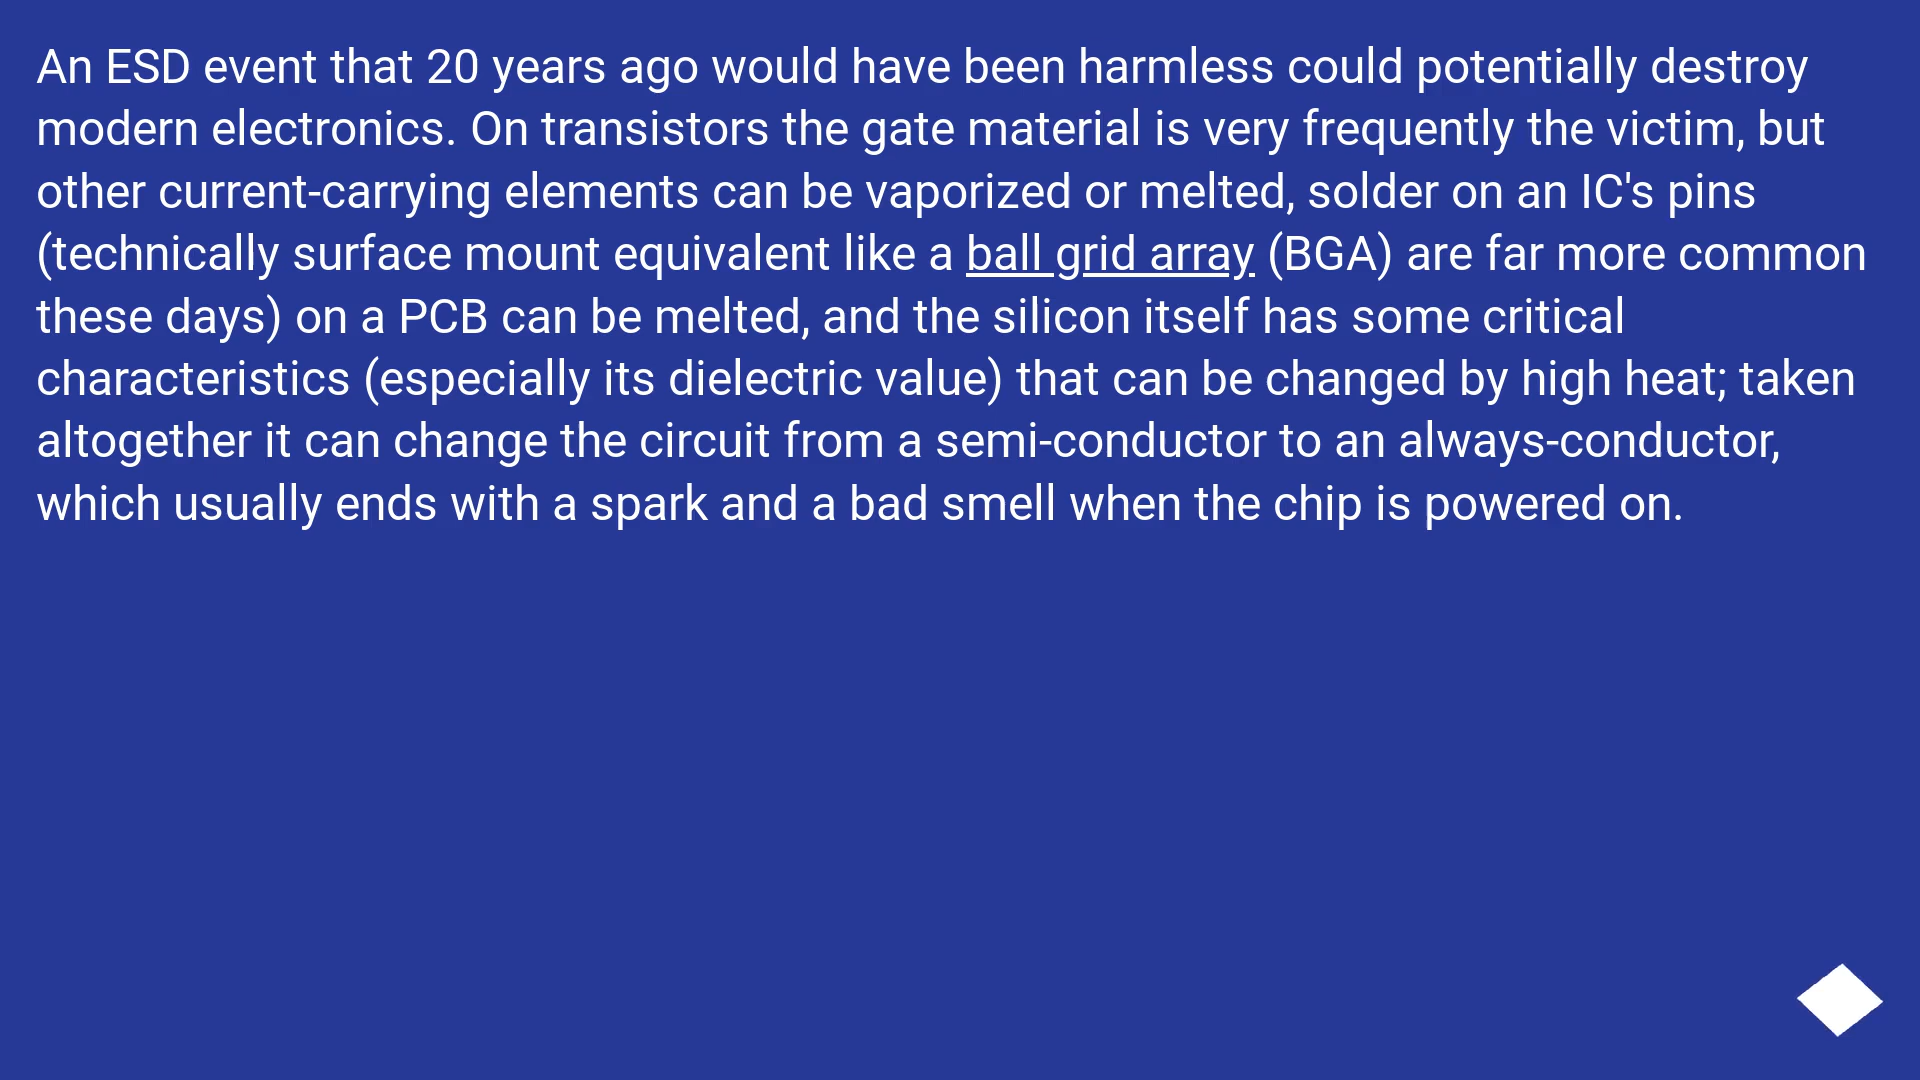 An ESD event that 20 years ago would have been harmless could potentially destroy
modern electronics. On transistors the gate material is very frequently the victim, but
other current-carrying elements can be vaporized or melted, solder on an IC's pins
(technically surface mount equivalent like a ball grid array (BGA) are far more common
these days) on a PCB can be melted, and the silicon itself has some critical
characteristics (especially its dielectric value) that can be changed by high heat; taken
altogether it can change the circuit from a semi-conductor to an always-conductor,
which usually ends with a spark and a bad smell when the chip is powered on.